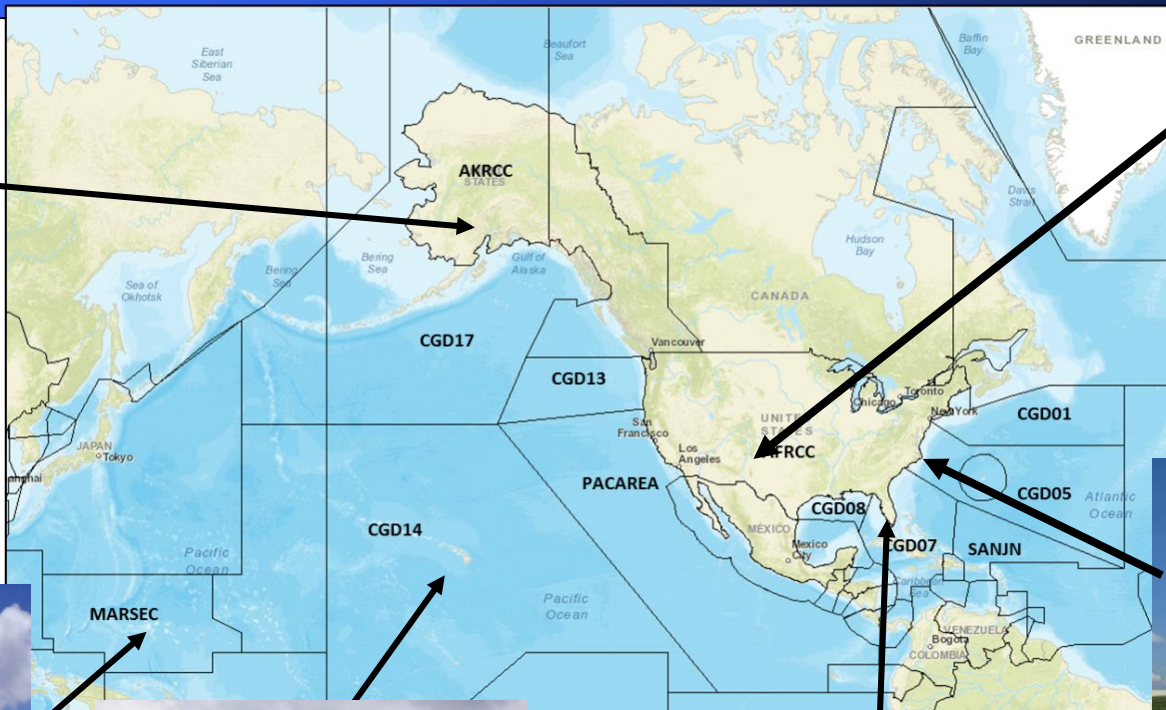 GREENLAND
East
Siberian
Sea
Beaufort
Sea
Baffin
Bay
AKRCC
STATES
Davis
Strait
Hudson
Bay
Bering
Sea
Gulf of
Alaska
Bering
Sea
Sea of
Okhotsk
CANADA
CGD17
Vancouver
CGD13
Toronto
Chicago
New York
CGD01
UNITED
STATES
San
Francisco
Los
Angeles
AFRCC
JAPAN
Tokyo
PACAREA
CGD05
Atlantic
Ocean
CGD08
CGD14
MÉXICO
Mexico
City
CGD07
SANJN
Pacific
Ocean
Caribbean
Sea
Pacific
Ocean
MARSEC
VENEZUELA
Bogotá
COLOMBIA